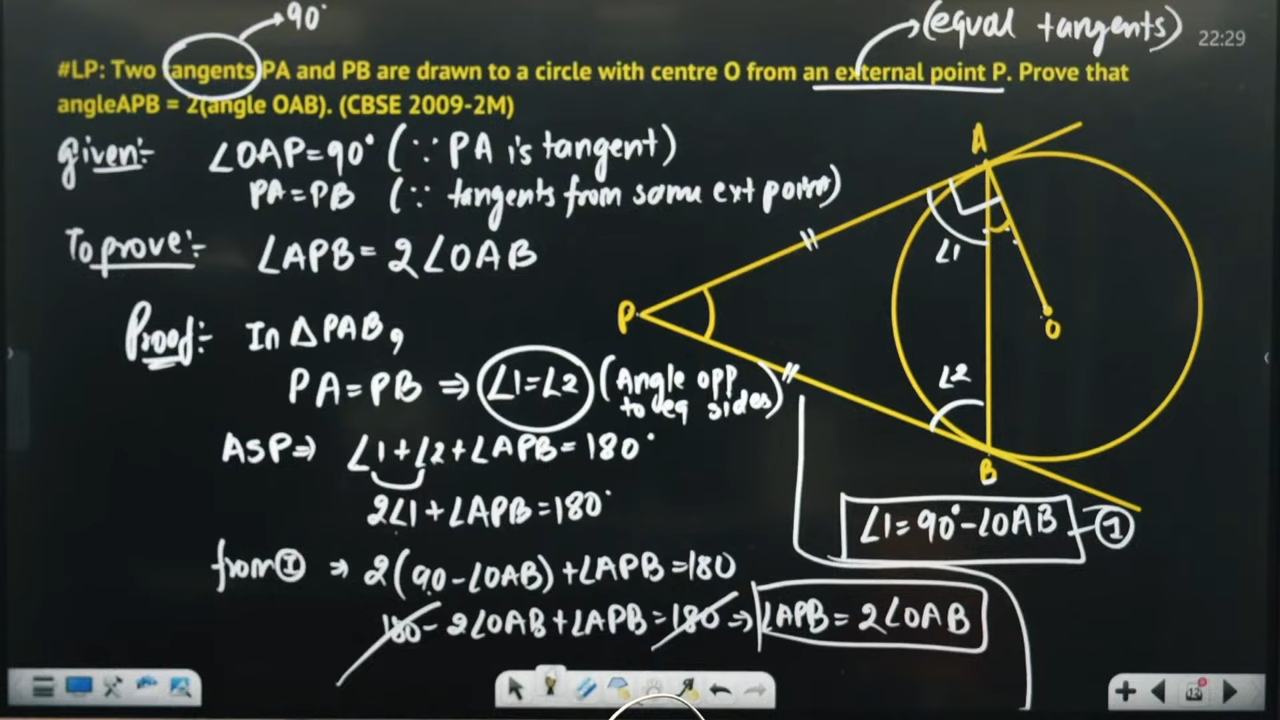 90°
(equal tangents)
22:29
#LP: Two tangents PA and PB are drawn to a circle with centre O from an external point P. Prove that
angleAPB = 2(angle OAB). (CBSE 2009-2M)
given:- ∠OAP=90° (∵ PA is tangent)
PA=PB (∵ tangents from same ext point)
To prove:- ∠APB = 2∠OAB
Proof:- In △PAB,
PA=PB ⇒ ∠1=∠2 (Angle opp
to eq sides)
ASP⇒ ∠1+∠2+∠APB=180°
2∠1+∠APB=180°
from ① ⇒ 2(90-∠OAB)+∠APB=180
180-2∠OAB+∠APB=180 ⇒ ∠APB=2∠OAB
A
∠1
P
O
∠2
B
∠1=90°-∠OAB - ①
13